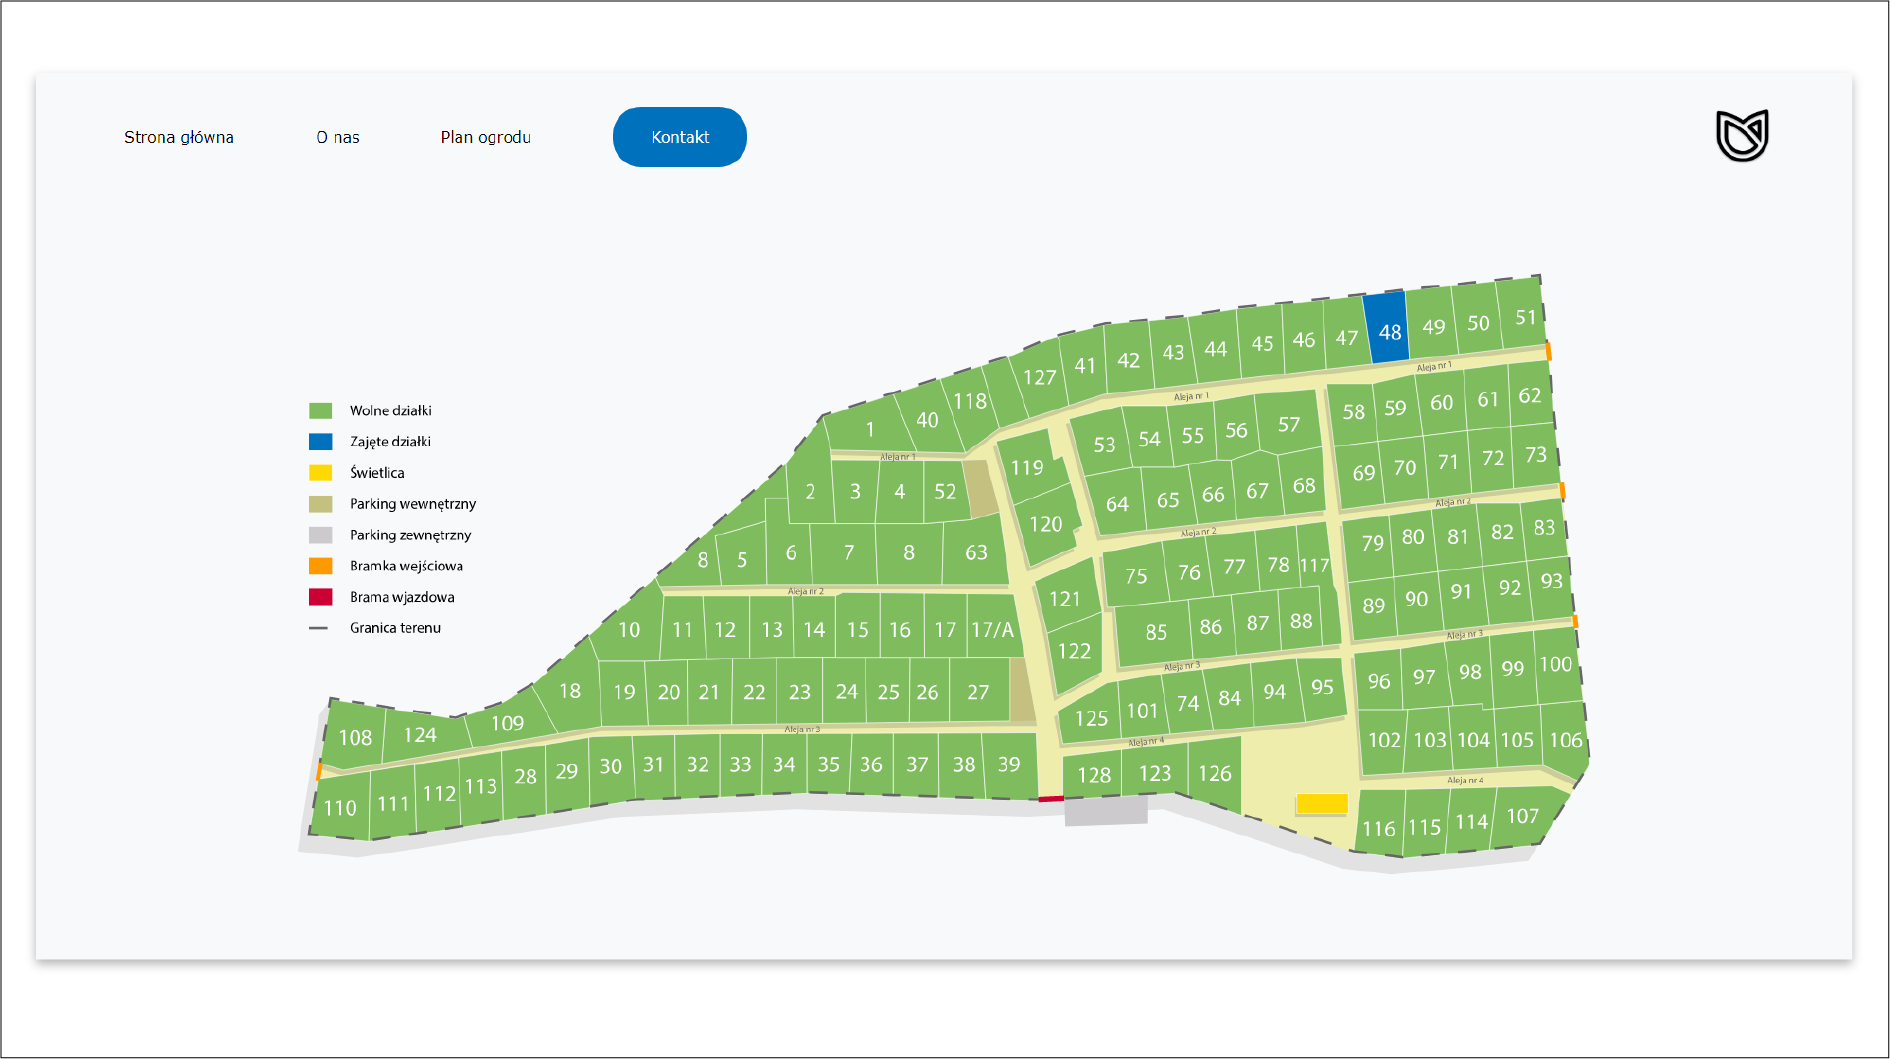 Strona główna
O nas
Plan ogrodu
Kontakt
Wolne działki
Zajęte działki
Świetlica
Parking wewnętrzny
Parking zewnętrzny
Bramka wejściowa
Brama wjazdowa
Granica terenu
1 40 118 127 41 42 43 44 45 46 47 48 49 50 51
Aleja nr 1
Aleja nr 1
Aleja nr 1
2 3 4 52
119
53 54 55 56 57
58 59 60 61 62
120
64 65 66 67 68
69 70 71 72 73
8 5 6 7 8 63
Aleja nr 2
Aleja nr 2
Aleja nr 2
121
75 76 77 78 117
79 80 81 82 83
10 11 12 13 14 15 16 17 17/A
122
85 86 87 88
89 90 91 92 93
Aleja nr 3
Aleja nr 3
18 19 20 21 22 23 24 25 26 27
125 101 74 84 94 95
96 97 98 99 100
108 124 109
Aleja nr 3
Aleja nr 4
102 103 104 105 106
110 111 112 113 28 29 30 31 32 33 34 35 36 37 38 39
128 123 126
Aleja nr 4
116 115 114 107